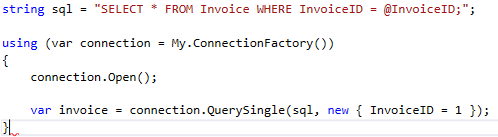 string sql = "SELECT * FROM Invoice WHERE InvoiceID = @InvoiceID;";
using (var connection = My.ConnectionFactory())
{
connection.Open();
var invoice = connection.QuerySingle(sql, new { InvoiceID = 1 });
}